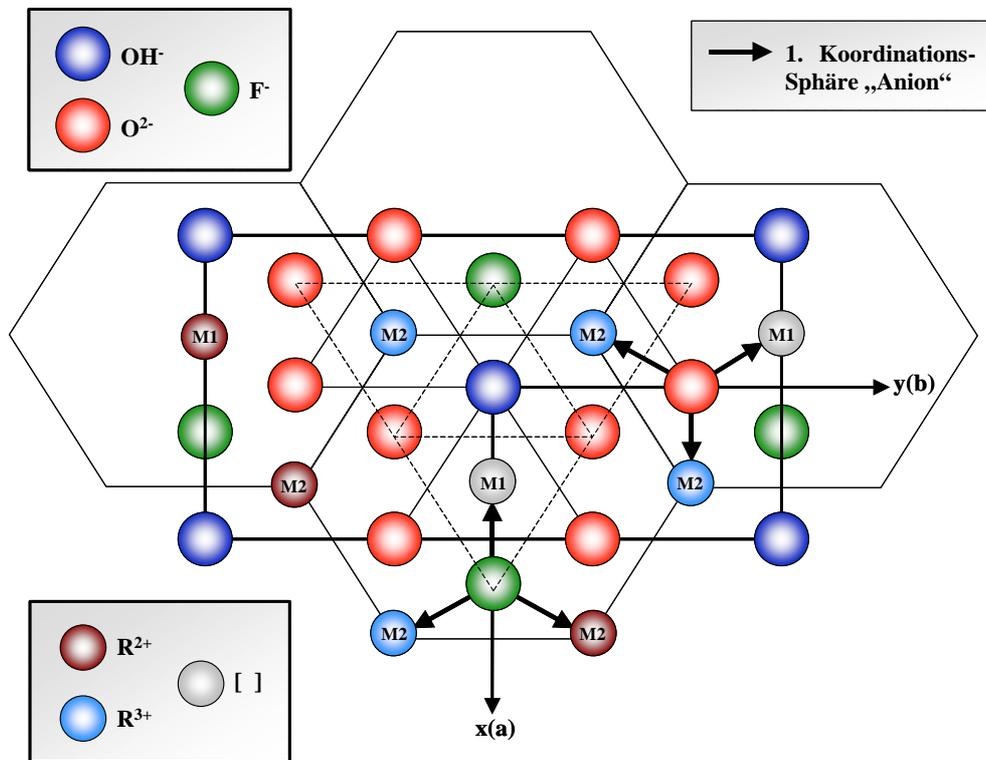 OH⁻
F⁻
O²⁻
1. Koordinations-
Sphäre „Anion“
M1
M2
M2
M1
y(b)
M2
M1
M2
M2
M2
R²⁺
[ ]
R³⁺
x(a)